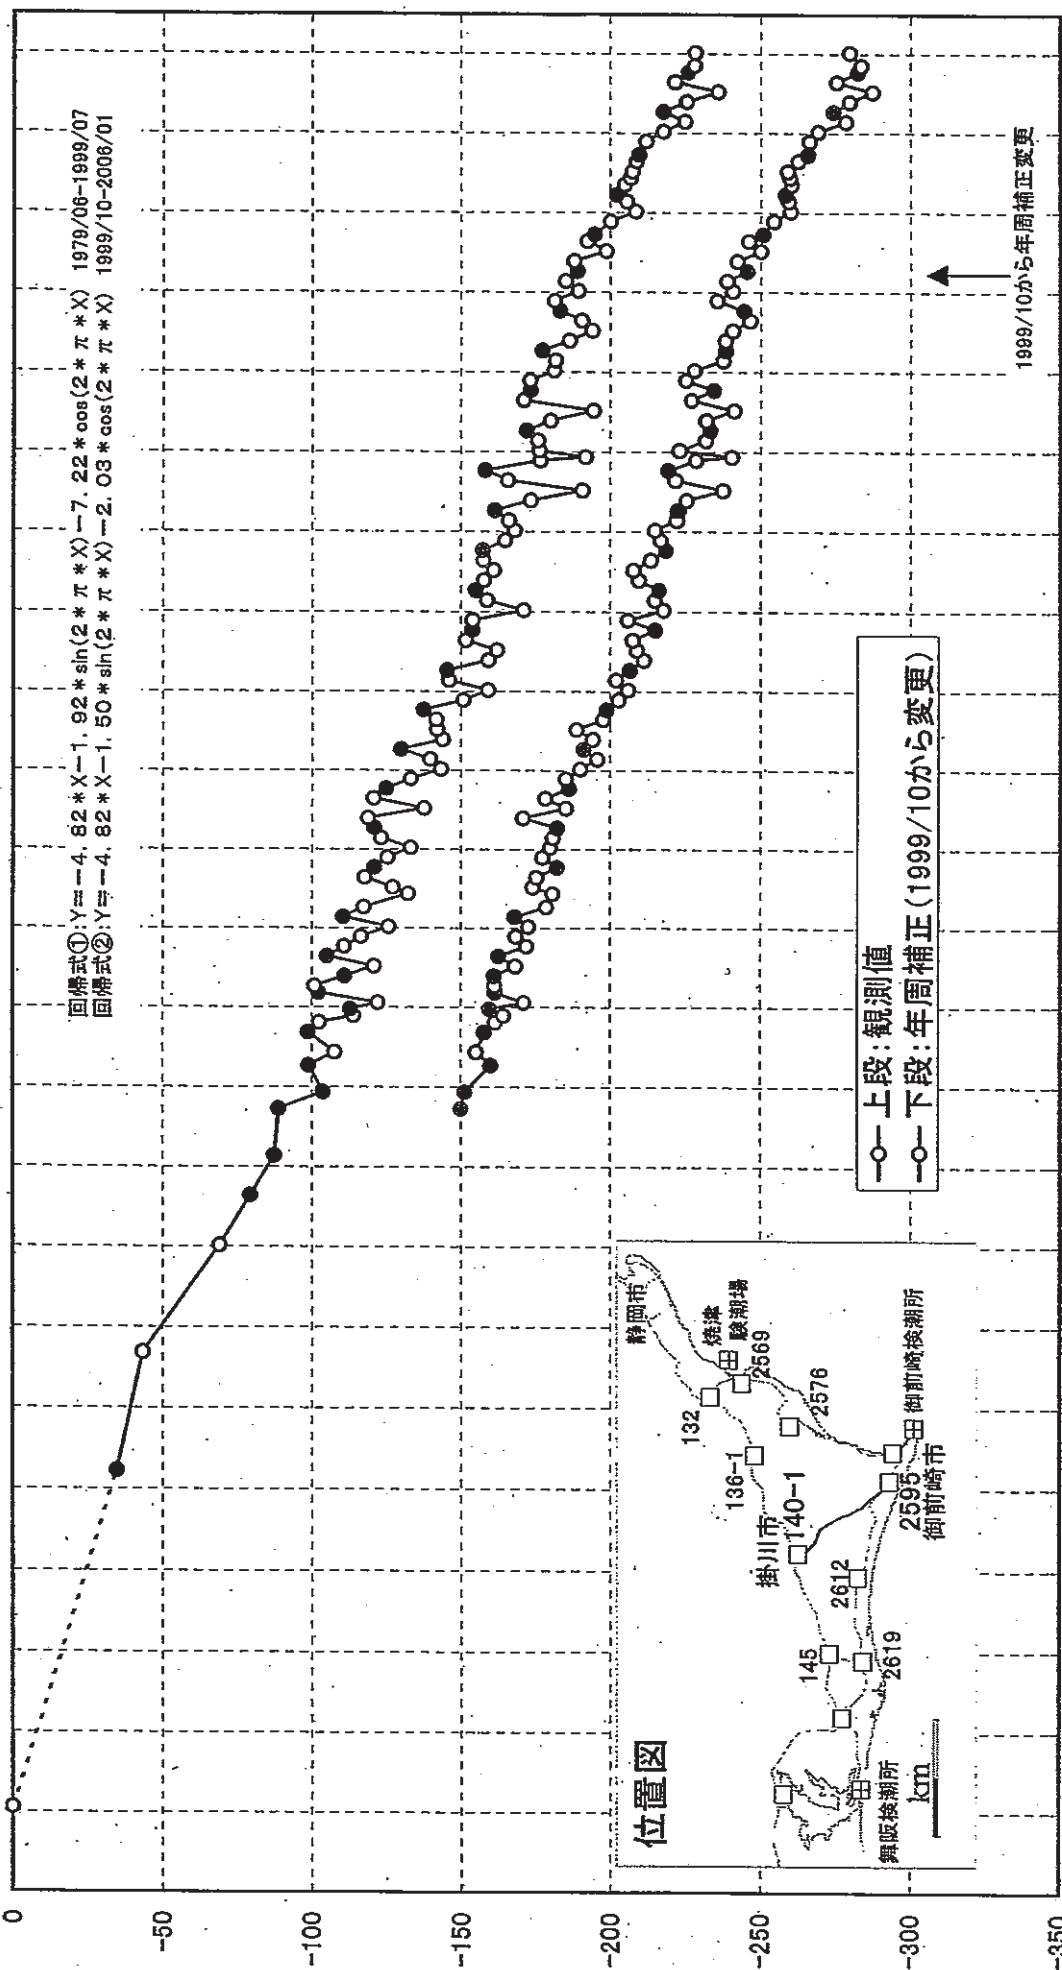 回帰式①:Y=-4.82*X-1.92*sin(2*π*X)-7.22*cos(2*π*X) 1979/06-1999/07
回帰式②:Y=-4.82*X-1.50*sin(2*π*X)-2.03*cos(2*π*X) 1999/10-2006/01
0
-50
-100
-150
-200
-250
-300
-350
1999/10から年周補正変更
上段:観測値
下段:年周補正(1999/10から変更)
位置図
静岡市
焼津
験潮場
132
2569
136-1
2576
掛川市
140-1
御前崎検潮所
2595
御前崎市
145
2612
2619
舞阪検潮所
km